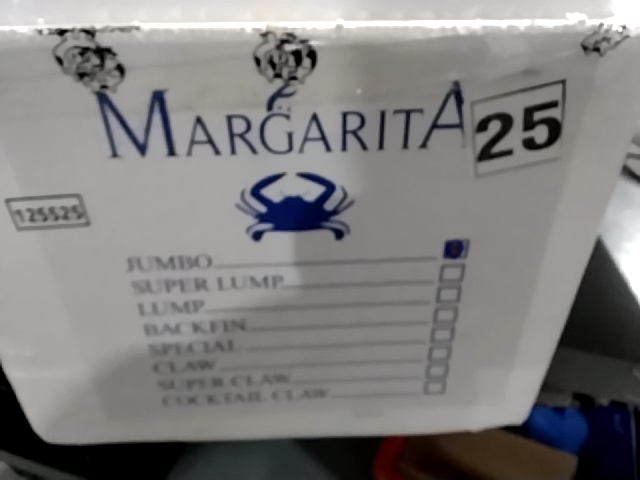 MARGARITA
25
125525
JUMBO
SUPER LUMP
LUMP
BACKFIN
SPECIAL
CLAW
SUPER CLAW
COCKTAIL CLAW